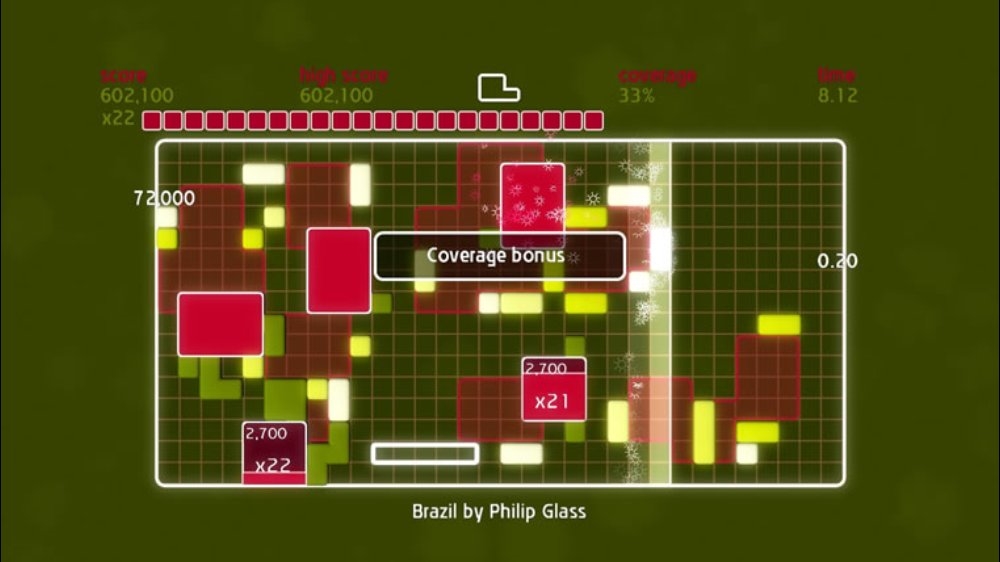 score
high score
coverage
time
602,100
602,100
33%
8.12
x22
72,000
Coverage bonus
0.20
2,700
x21
2,700
x22
Brazil by Philip Glass